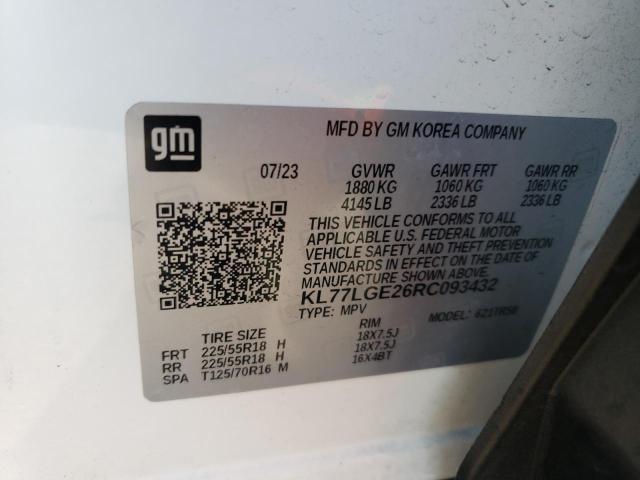 gm
MFD BY GM KOREA COMPANY
07/23 GVWR GAWR FRT GAWR RR
1880 KG 1060 KG 1060 KG
4145 LB 2336 LB 2336 LB
THIS VEHICLE CONFORMS TO ALL
APPLICABLE U.S. FEDERAL MOTOR
VEHICLE SAFETY AND THEFT PREVENTION
STANDARDS IN EFFECT ON THE DATE OF
MANUFACTURE SHOWN ABOVE.
KL77LGE26RC093432
TYPE: MPV MODEL: 621TR58
TIRE SIZE RIM
FRT 225/55R18 H 18X7.5J
RR 225/55R18 H 18X7.5J
SPA T125/70R16 M 16X4BT